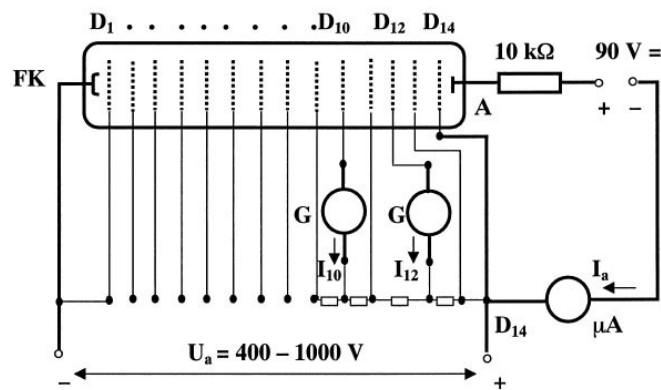 D₁ . . . . . . . D₁₀ D₁₂ D₁₄
10 kΩ 90 V =
FK
A
+ −
G G
I₁₀ I₁₂ Iₐ
D₁₄ μA
Uₐ = 400 – 1000 V
− +